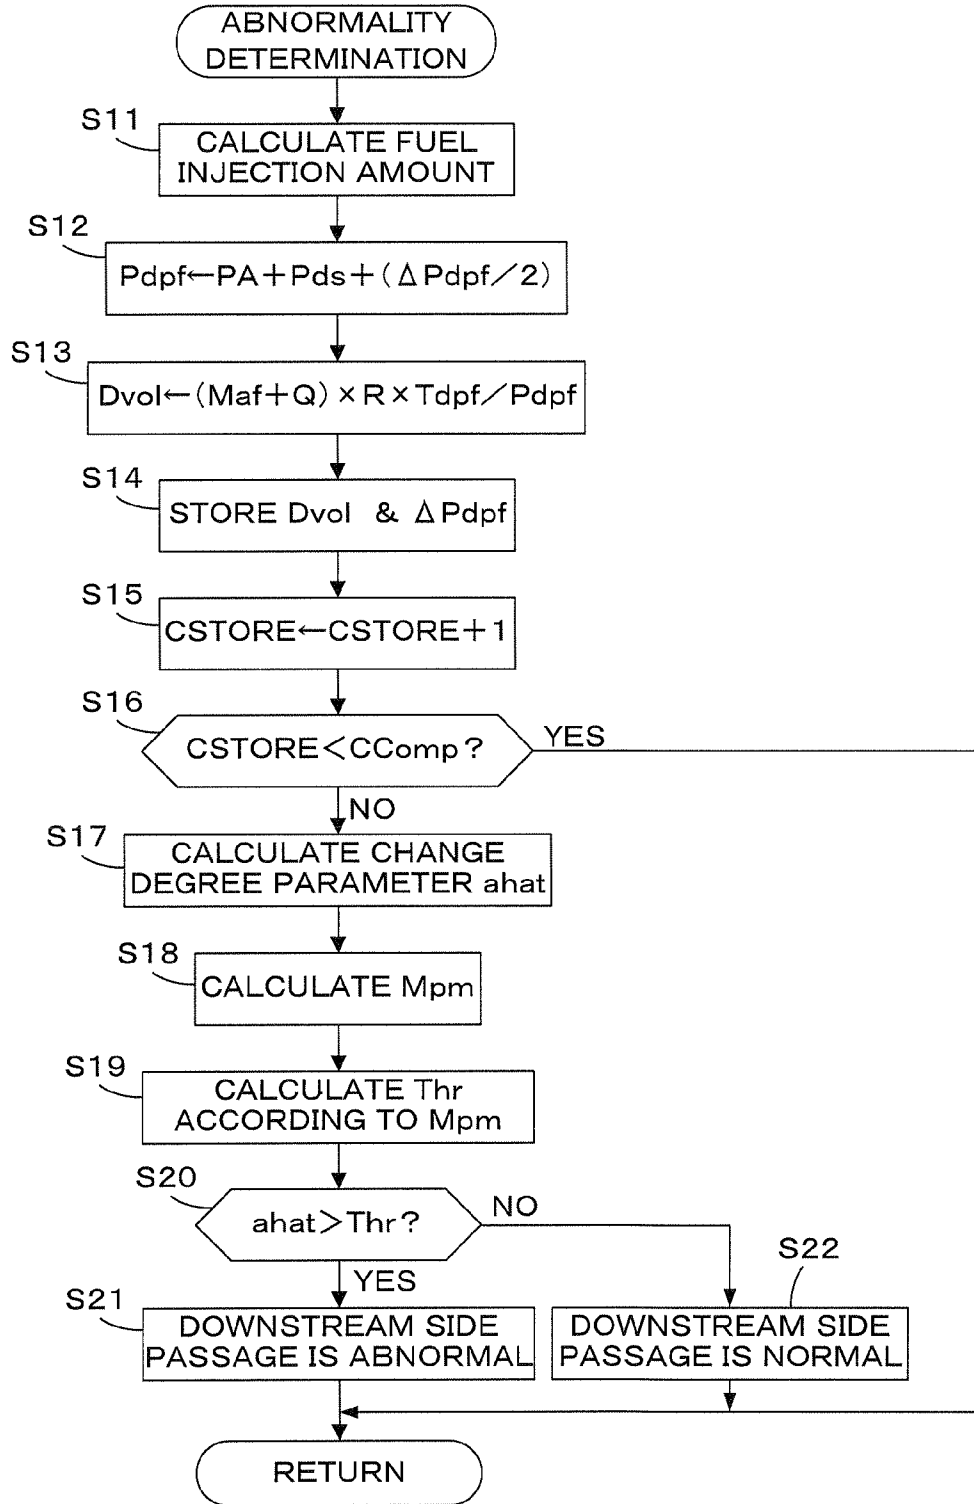 ABNORMALITY
DETERMINATION
S11
CALCULATE FUEL
INJECTION AMOUNT
S12
Pdpf←PA+Pds+(ΔPdpf/2)
S13
Dvol←(Maf+Q)×R×Tdpf/Pdpf
S14
STORE Dvol & ΔPdpf
S15
CSTORE←CSTORE+1
S16
CSTORE<CComp?
YES
NO
S17
CALCULATE CHANGE
DEGREE PARAMETER ahat
S18
CALCULATE Mpm
S19
CALCULATE Thr
ACCORDING TO Mpm
S20
ahat>Thr?
NO
YES
S21
DOWNSTREAM SIDE
PASSAGE IS ABNORMAL
S22
DOWNSTREAM SIDE
PASSAGE IS NORMAL
RETURN